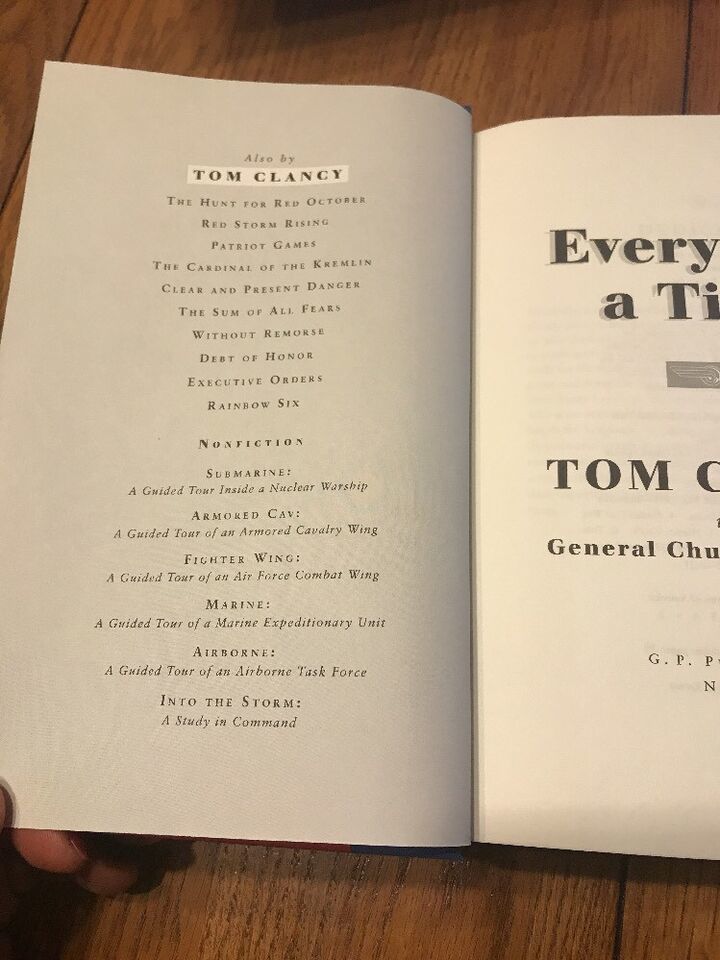 Also by
TOM CLANCY
THE HUNT FOR RED OCTOBER
RED STORM RISING
PATRIOT GAMES
THE CARDINAL OF THE KREMLIN
CLEAR AND PRESENT DANGER
THE SUM OF ALL FEARS
WITHOUT REMORSE
DEBT OF HONOR
EXECUTIVE ORDERS
RAINBOW SIX
NONFICTION
SUBMARINE:
A Guided Tour Inside a Nuclear Warship
ARMORED CAV:
A Guided Tour of an Armored Cavalry Wing
FIGHTER WING:
A Guided Tour of an Air Force Combat Wing
MARINE:
A Guided Tour of a Marine Expeditionary Unit
AIRBORNE:
A Guided Tour of an Airborne Task Force
INTO THE STORM:
A Study in Command
Every
a Ti
TOM C
General Chu
G. P. P
N